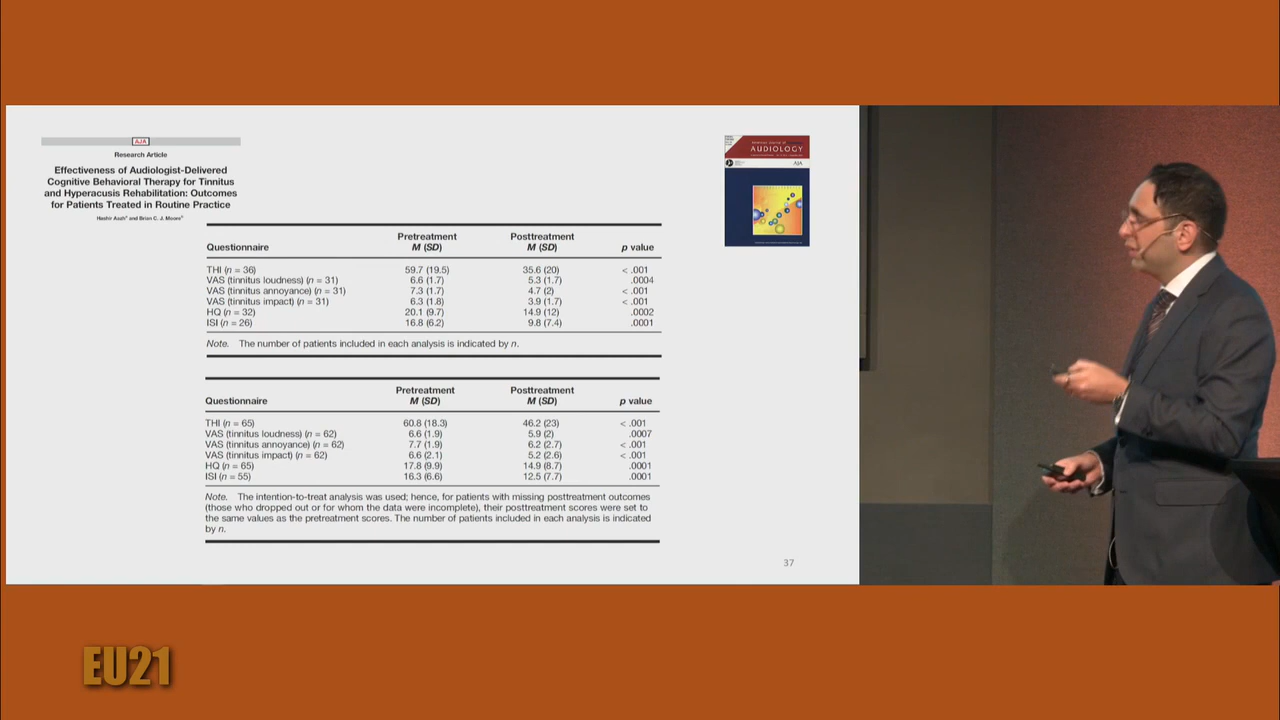 AJA
Research Article
Effectiveness of Audiologist-Delivered
Cognitive Behavioral Therapy for Tinnitus
and Hyperacusis Rehabilitation: Outcomes
for Patients Treated in Routine Practice
Hashir Aazh and Brian C. J. Moore
AUDIOLOGY
AJA
Questionnaire Pretreatment M (SD) Posttreatment M (SD) p value
THI (n = 36) 59.7 (19.5) 35.6 (20) < .001
VAS (tinnitus loudness) (n = 31) 6.6 (1.7) 5.3 (1.7) .0004
VAS (tinnitus annoyance) (n = 31) 7.3 (1.7) 4.7 (2) < .001
VAS (tinnitus impact) (n = 31) 6.3 (1.8) 3.9 (1.7) < .001
HQ (n = 32) 20.1 (9.7) 14.9 (12) .0002
ISI (n = 26) 16.8 (6.2) 9.8 (7.4) .0001
Note. The number of patients included in each analysis is indicated by n.
Questionnaire Pretreatment M (SD) Posttreatment M (SD) p value
THI (n = 65) 60.8 (18.3) 46.2 (23) < .001
VAS (tinnitus loudness) (n = 62) 6.6 (1.9) 5.9 (2) .0007
VAS (tinnitus annoyance) (n = 62) 7.7 (1.9) 6.2 (2.7) < .001
VAS (tinnitus impact) (n = 62) 6.6 (2.1) 5.2 (2.6) < .001
HQ (n = 65) 17.8 (9.9) 14.9 (8.7) .0001
ISI (n = 55) 16.3 (6.6) 12.5 (7.7) .0001
Note. The intention-to-treat analysis was used; hence, for patients with missing posttreatment outcomes
(those who dropped out or for whom the data were incomplete), their posttreatment scores were set to
the same values as the pretreatment scores. The number of patients included in each analysis is indicated
by n.
37
EU21